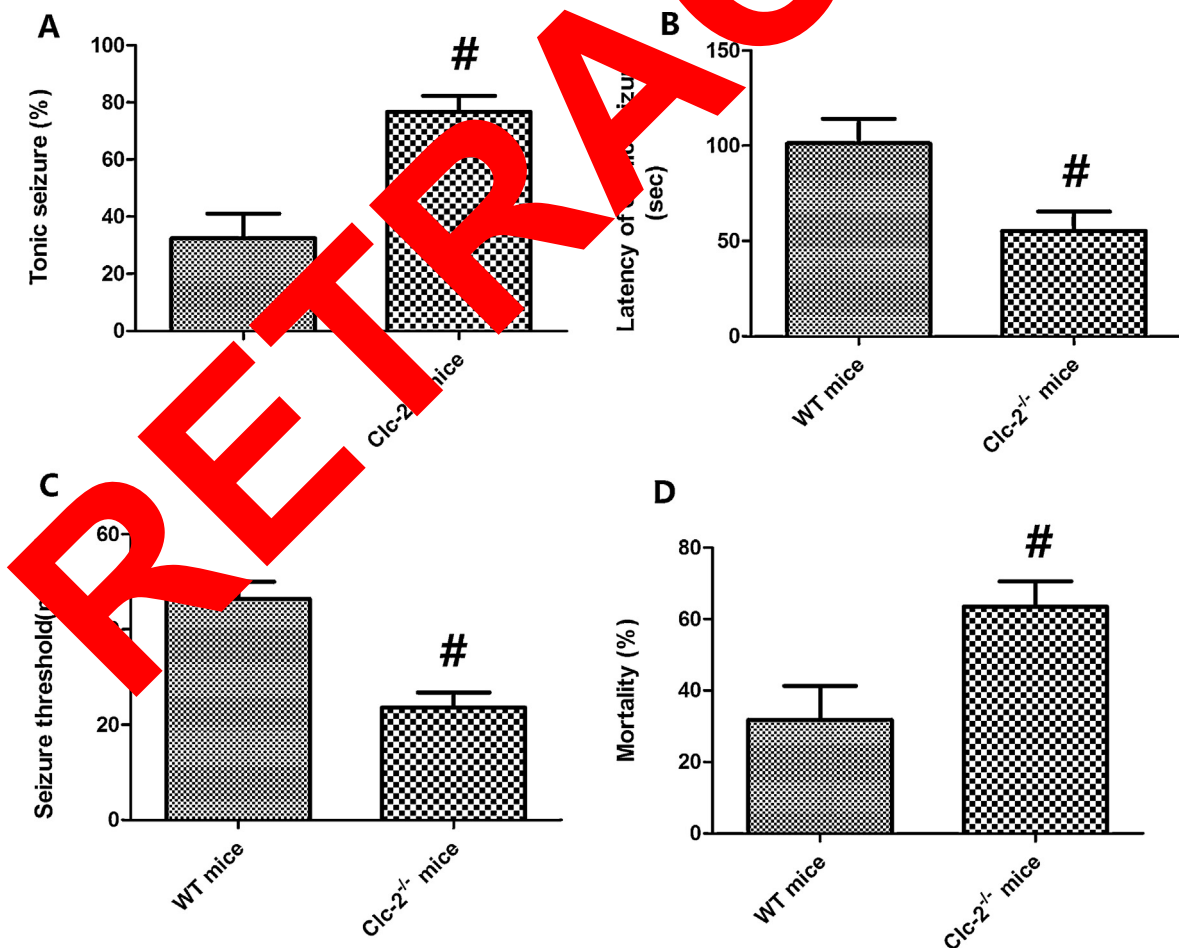 A
100
80
60
40
20
0
Tonic seizure (%)
#
mice
B
150
100
50
0
Latency of
(sec)
#
WT mice
Clc-2-/- mice
C
60
20
0
Seizure threshold(
#
WT mice
Clc-2-/- mice
D
80
60
40
20
0
Mortality (%)
#
WT mice
Clc-2-/- mice